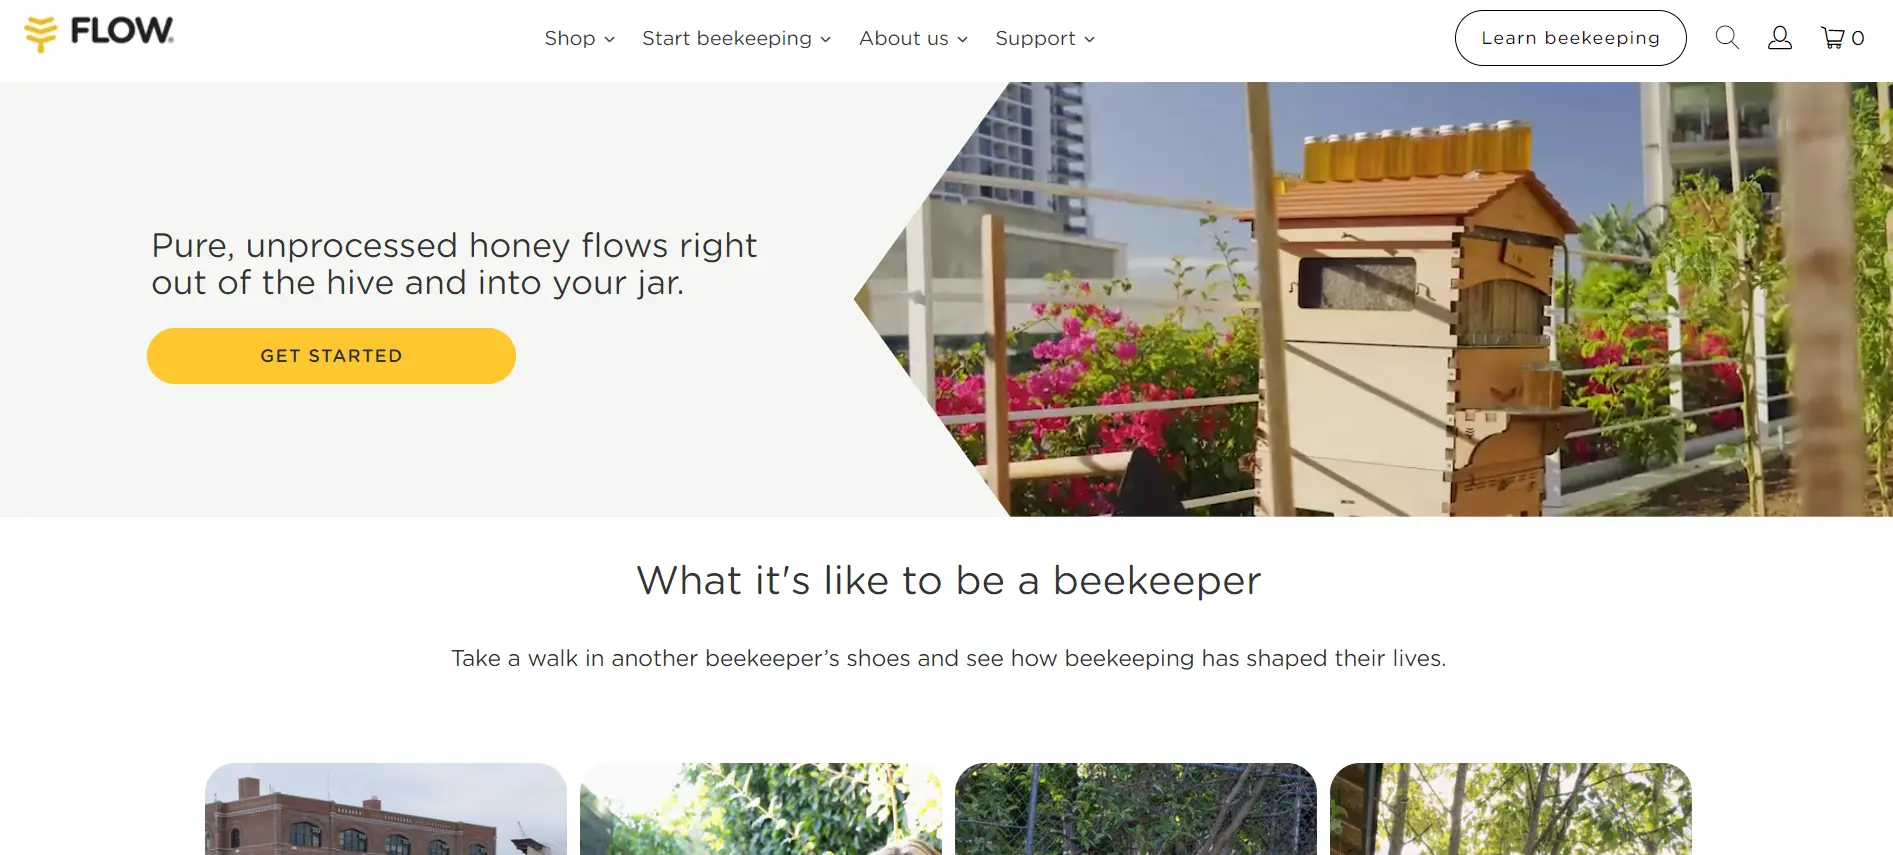 FLOW
Shop
Start beekeeping
About us
Support
Learn beekeeping
0
Pure, unprocessed honey flows right
out of the hive and into your jar.
GET STARTED
What it's like to be a beekeeper
Take a walk in another beekeeper’s shoes and see how beekeeping has shaped their lives.